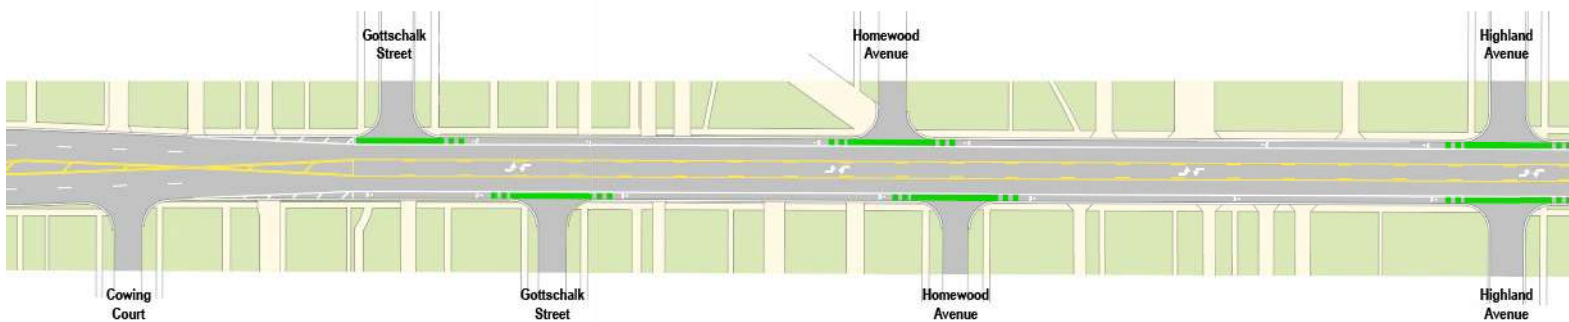 Gottschalk
Street
Homewood
Avenue
Highland
Avenue
Cowing
Court
Gottschalk
Street
Homewood
Avenue
Highland
Avenue